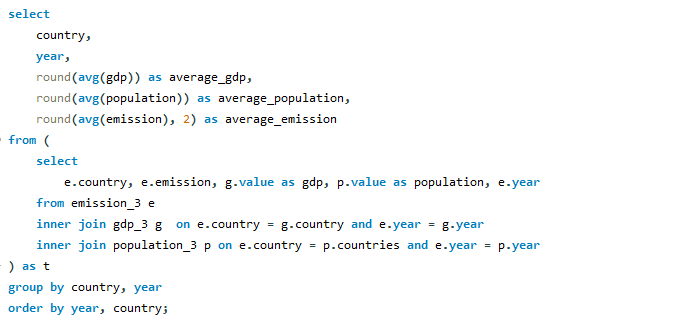 select
country,
year,
round(avg(gdp)) as average_gdp,
round(avg(population)) as average_population,
round(avg(emission), 2) as average_emission
from (
select
e.country, e.emission, g.value as gdp, p.value as population, e.year
from emission_3 e
inner join gdp_3 g  on e.country = g.country and e.year = g.year
inner join population_3 p on e.country = p.countries and e.year = p.year
) as t
group by country, year
order by year, country;